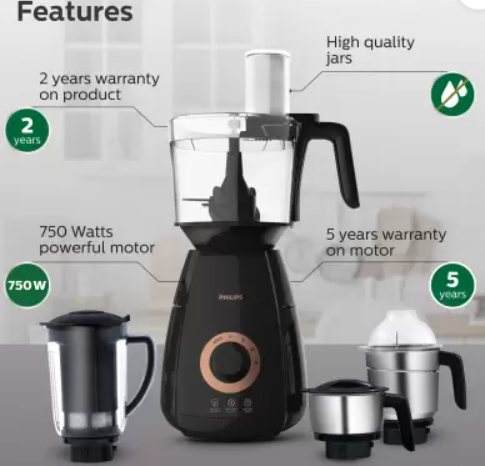 Features
High quality
jars
2 years warranty
on product
2
years
750 Watts
powerful motor
5 years warranty
on motor
750 W
5
years
PHILIPS